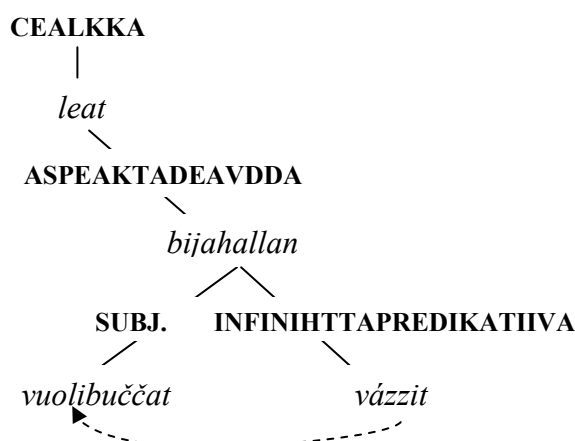 CEALKKA
leat
ASPEAKTADEAVDDA
bijahallan
SUBJ. INFINIHTTAPREDIKATIIVA
vuolibuččat vázzit